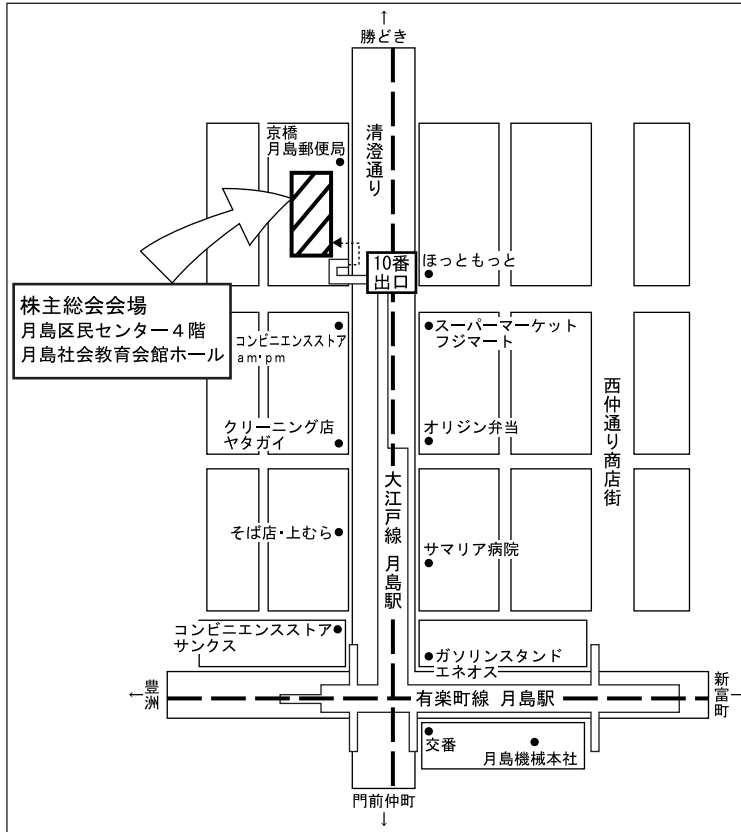 ↑
勝どき
京橋
月島郵便局
清澄通り
10番
出口
ほっともっと
株主総会会場
月島区民センター4階
月島社会教育会館ホール
コンビニエンスストア
am·pm
スーパーマーケット
フジマート
西仲通り商店街
クリーニング店
ヤタガイ
オリジン弁当
大江戸線 月島駅
そば店・上むら
サマリア病院
コンビニエンスストア
サンクス
ガソリンスタンド
エネオス
←豊洲
有楽町線 月島駅
新富町→
交番
月島機械本社
門前仲町
↓